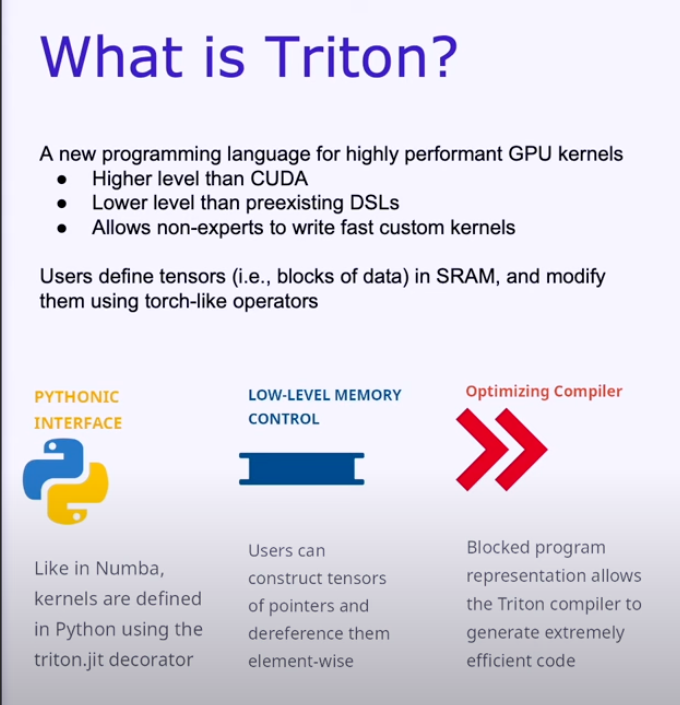 What is Triton?
A new programming language for highly performant GPU kernels
● Higher level than CUDA
● Lower level than preexisting DSLs
● Allows non-experts to write fast custom kernels
Users define tensors (i.e., blocks of data) in SRAM, and modify
them using torch-like operators
PYTHONIC
INTERFACE
Like in Numba,
kernels are defined
in Python using the
triton.jit decorator
LOW-LEVEL MEMORY
CONTROL
Users can
construct tensors
of pointers and
dereference them
element-wise
Optimizing Compiler
Blocked program
representation allows
the Triton compiler to
generate extremely
efficient code